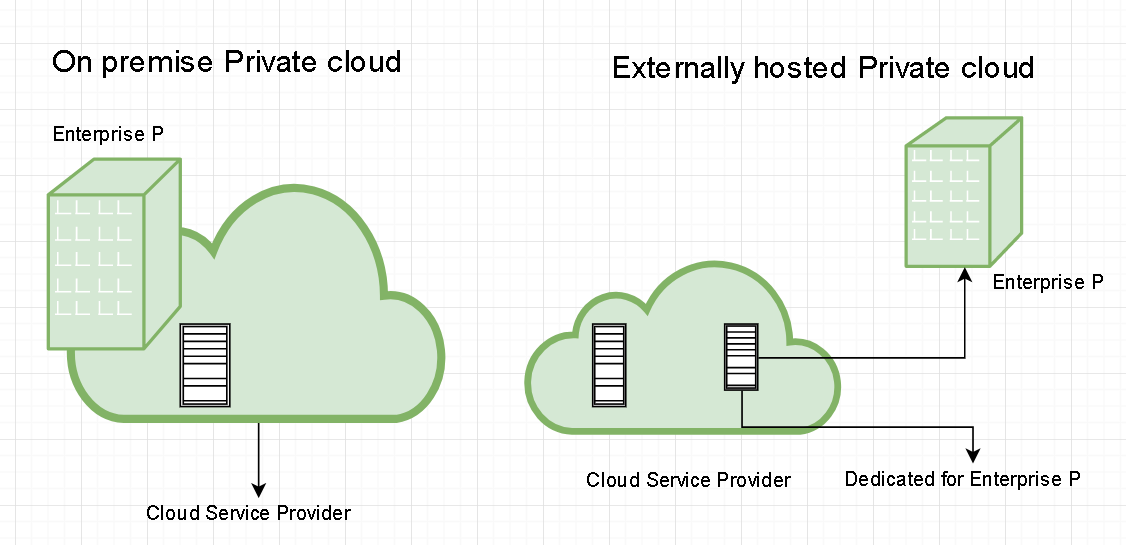 On premise Private cloud
Enterprise P
Cloud Service Provider
Externally hosted Private cloud
Enterprise P
Cloud Service Provider
Dedicated for Enterprise P